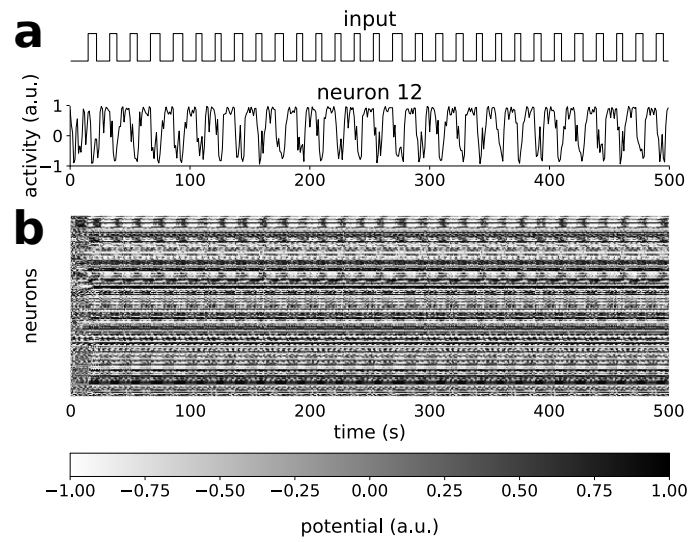 a
input
neuron 12
activity (a.u.)
1
0
−1
0 100 200 300 400 500
b
neurons
0 100 200 300 400 500
time (s)
−1.00 −0.75 −0.50 −0.25 0.00 0.25 0.50 0.75 1.00
potential (a.u.)